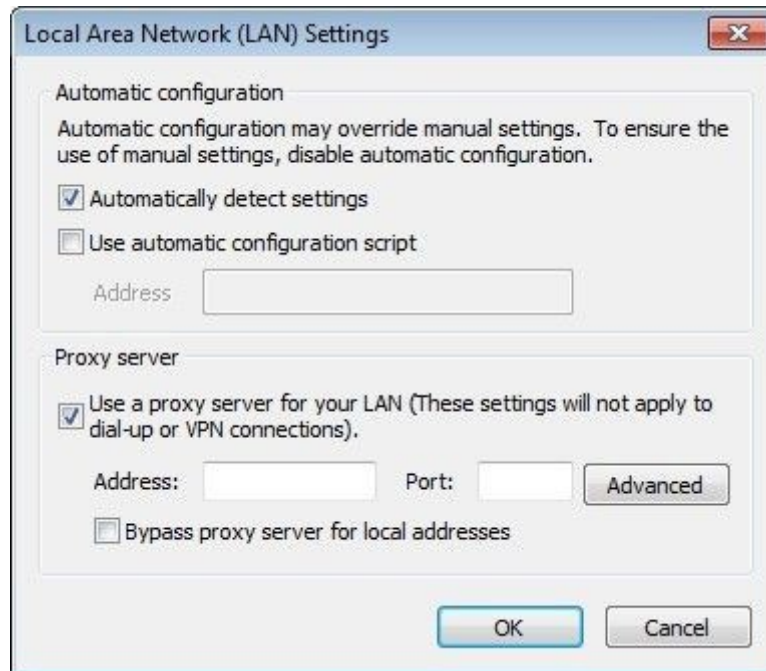 Local Area Network (LAN) Settings
Automatic configuration
Automatic configuration may override manual settings. To ensure the
use of manual settings, disable automatic configuration.
Automatically detect settings
Use automatic configuration script
Address
Proxy server
Use a proxy server for your LAN (These settings will not apply to
dial-up or VPN connections).
Address: Port: Advanced
Bypass proxy server for local addresses
OK Cancel